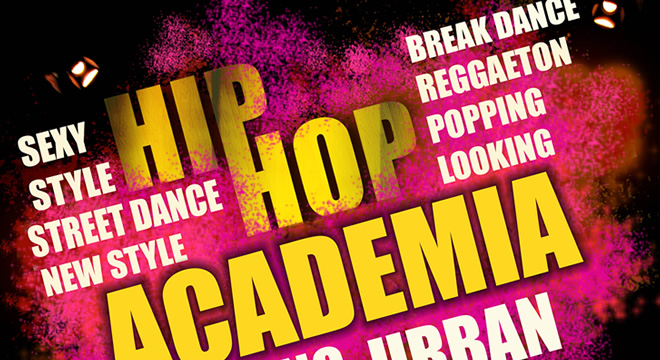 HIP
HOP
SEXY
STYLE
STREET DANCE
NEW STYLE
BREAK DANCE
REGGAETON
POPPING
LOOKING
ACADEMIA
URBAN